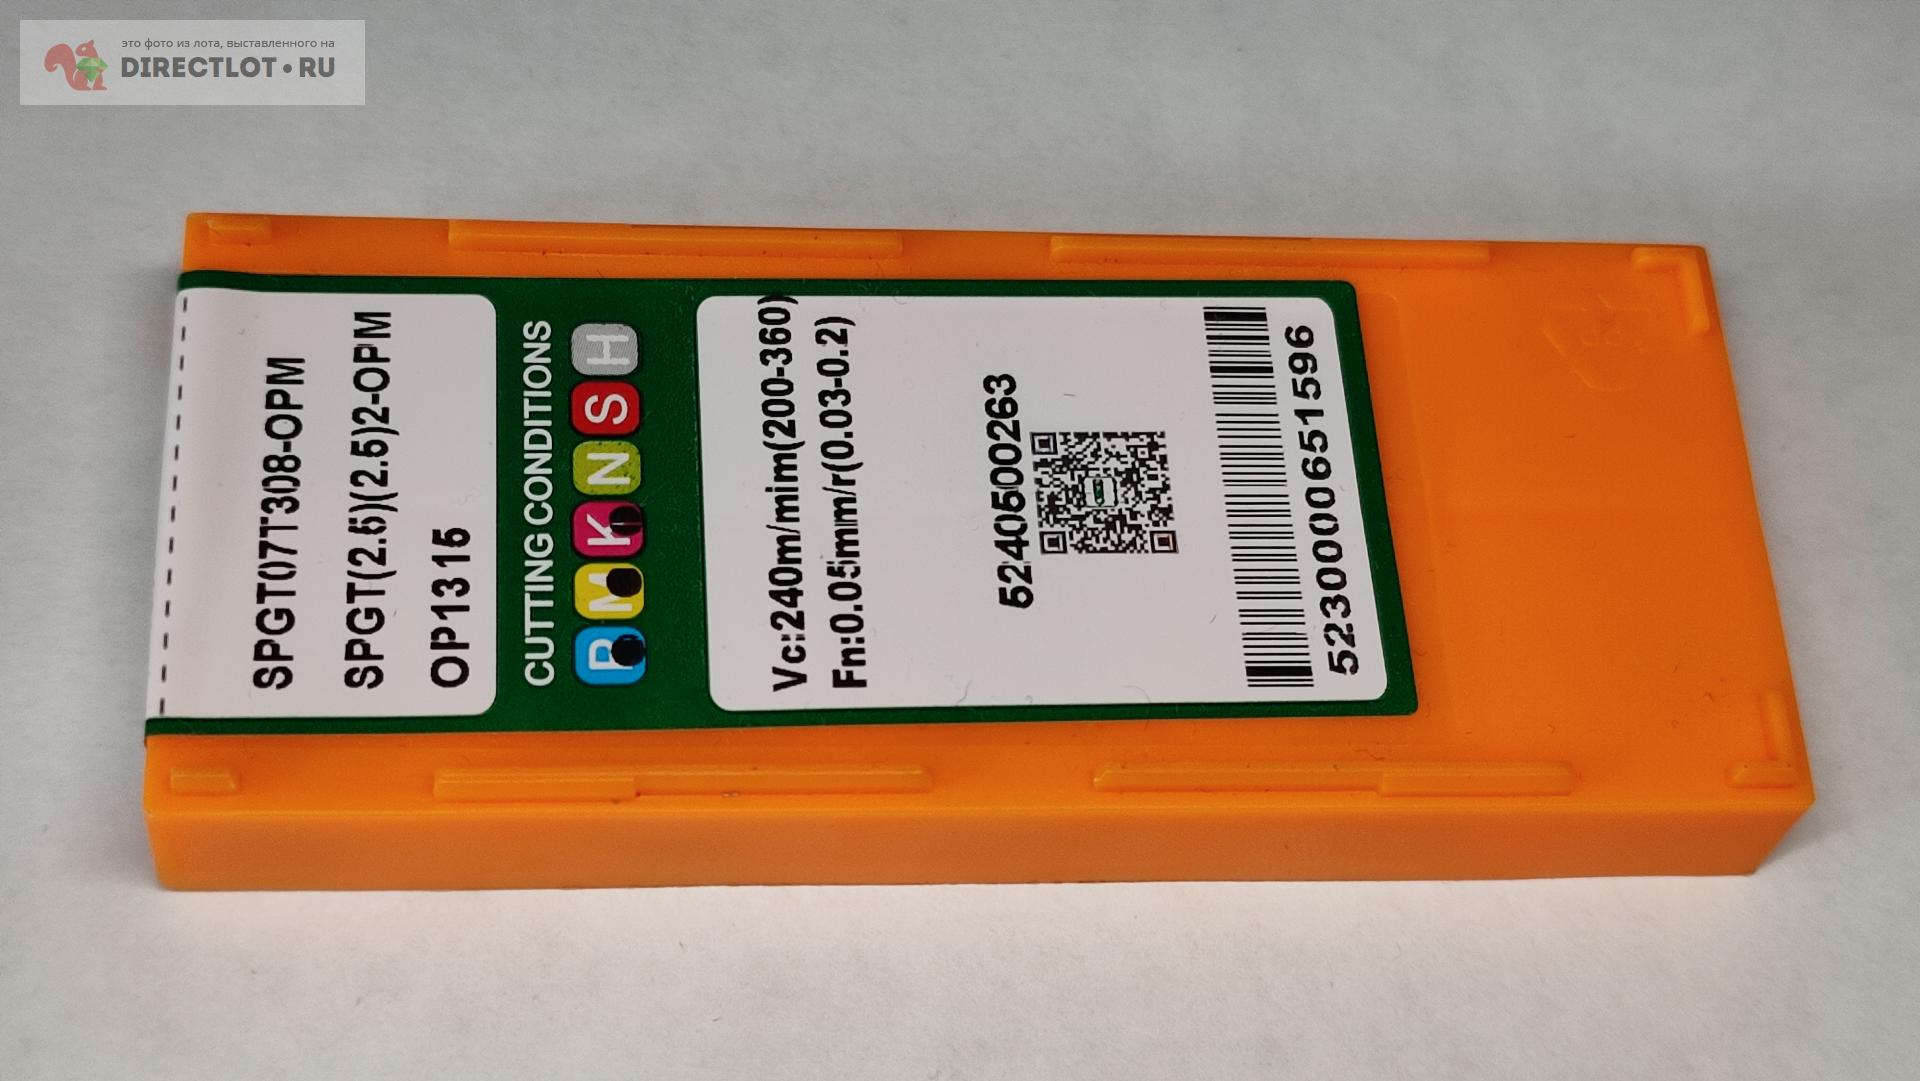 это фото из лота, выставленного на
DIRECTLOT•RU
SPGT07T308-OPM
SPGT(2.5)(2.5)2-OPM
OP1315
CUTTING CONDITIONS
P M K N S H
Vc:240m/mim(200-360)
Fn:0.05mm/r(0.03-0.2)
52405000263
5230000651596